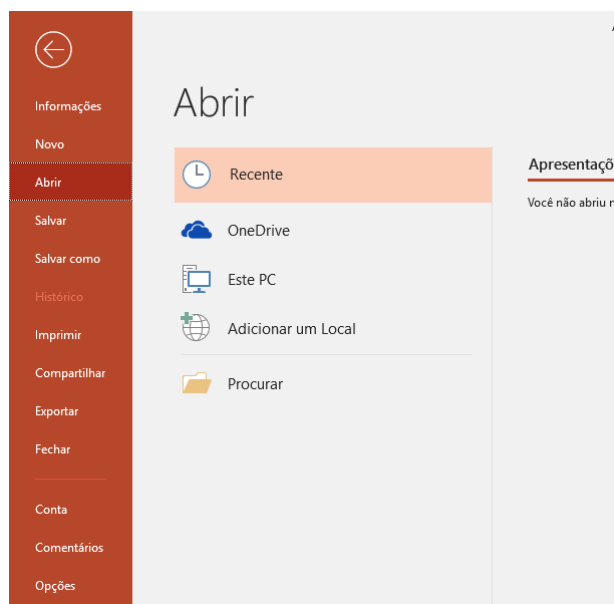 Informações
Novo
Abrir
Salvar
Salvar como
Histórico
Imprimir
Compartilhar
Exportar
Fechar
Conta
Comentários
Opções
Abrir
Recente
OneDrive
Este PC
Adicionar um Local
Procurar
Apresentaçõ
Você não abriu